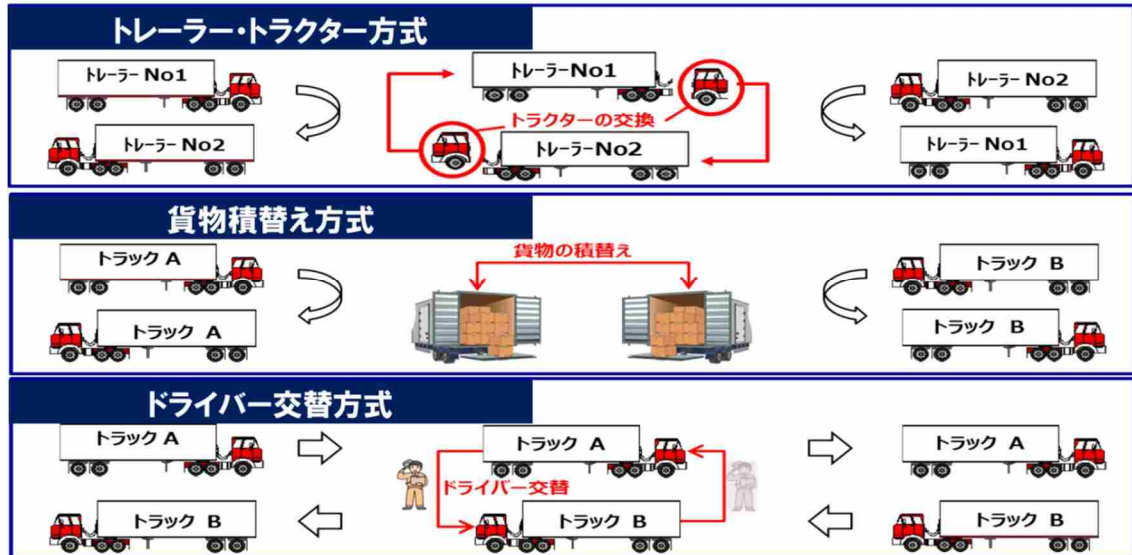 トレーラー・トラクター方式
トレーラー No1
トレーラーNo1
トレーラー No2
トラクターの交換
トレーラー No2
トレーラーNo2
トレーラー No1
貨物積替え方式
トラック A
貨物の積替え
トラック B
トラック A
トラック B
ドライバー交替方式
トラック A
トラック A
トラック A
ドライバー交替
トラック B
トラック B
トラック B